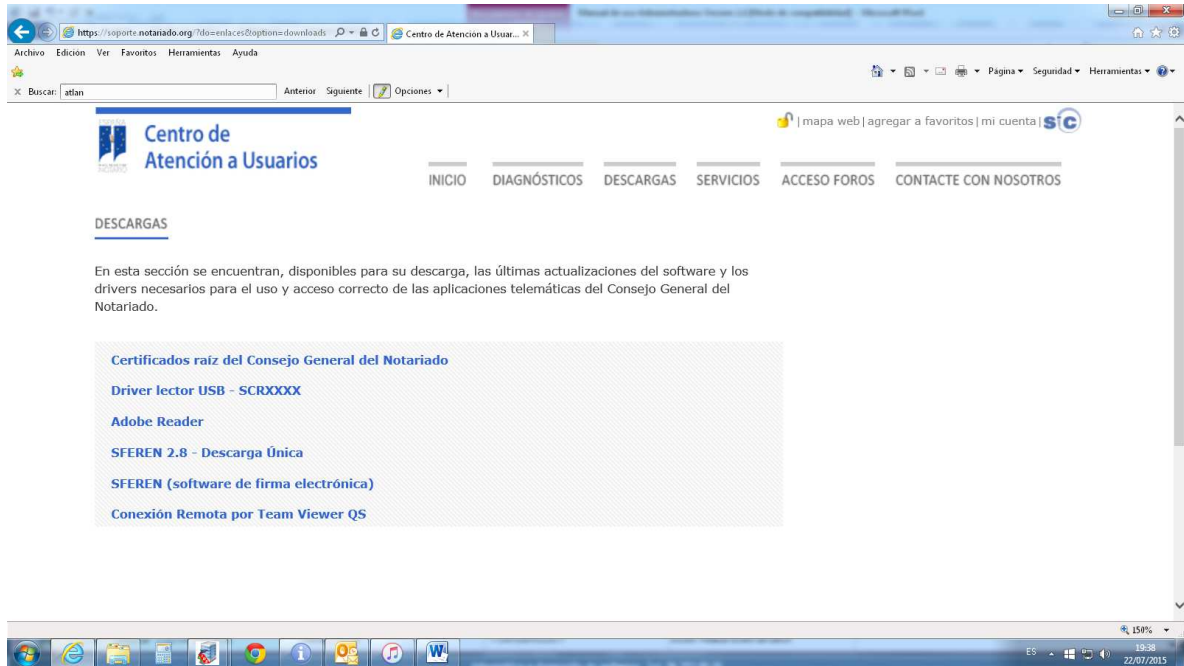 https://soporte.notariado.org/?do=enlaces&option=downloads
Centro de Atención a Usuar...
Archivo Edición Ver Favoritos Herramientas Ayuda
Página Seguridad Herramientas
Buscar: atlan Anterior Siguiente Opciones
mapa web | agregar a favoritos | mi cuenta | sic
Centro de
Atención a Usuarios
INICIO DIAGNÓSTICOS DESCARGAS SERVICIOS ACCESO FOROS CONTACTE CON NOSOTROS
DESCARGAS
En esta sección se encuentran, disponibles para su descarga, las últimas actualizaciones del software y los
drivers necesarios para el uso y acceso correcto de las aplicaciones telemáticas del Consejo General del
Notariado.
Certificados raíz del Consejo General del Notariado
Driver lector USB - SCRXXXX
Adobe Reader
SFEREN 2.8 - Descarga Única
SFEREN (software de firma electrónica)
Conexión Remota por Team Viewer QS
150%
ES 19:38
22/07/2015